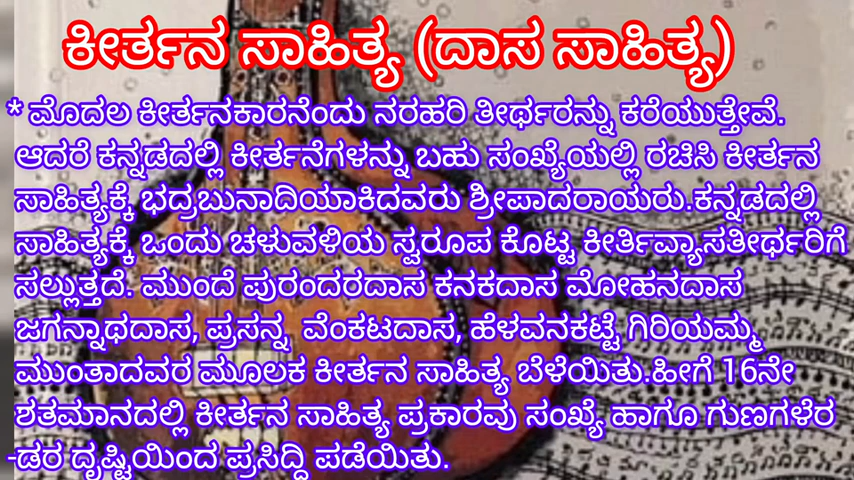 ಕೀರ್ತನ ಸಾಹಿತ್ಯ (ದಾಸ ಸಾಹಿತ್ಯ)
* ಮೊದಲ ಕೀರ್ತನಕಾರನೆಂದು ನರಹರಿ ತೀರ್ಥರನ್ನು ಕರೆಯುತ್ತೇವೆ.
ಆದರೆ ಕನ್ನಡದಲ್ಲಿ ಕೀರ್ತನೆಗಳನ್ನು ಬಹು ಸಂಖ್ಯೆಯಲ್ಲಿ ರಚಿಸಿ ಕೀರ್ತನ
ಸಾಹಿತ್ಯಕ್ಕೆ ಭದ್ರಬುನಾದಿಯಾಕಿದವರು ಶ್ರೀಪಾದರಾಯರು.ಕನ್ನಡದಲ್ಲಿ
ಸಾಹಿತ್ಯಕ್ಕೆ ಒಂದು ಚಳುವಳಿಯ ಸ್ವರೂಪ ಕೊಟ್ಟ ಕೀರ್ತಿವ್ಯಾಸತೀರ್ಥರಿಗೆ
ಸಲ್ಲುತ್ತದೆ. ಮುಂದೆ ಪುರಂದರದಾಸ ಕನಕದಾಸ ಮೋಹನದಾಸ
ಜಗನ್ನಾಥದಾಸ, ಪ್ರಸನ್ನ ವೆಂಕಟದಾಸ, ಹೆಳವನಕಟ್ಟೆ ಗಿರಿಯಮ್ಮ
ಮುಂತಾದವರ ಮೂಲಕ ಕೀರ್ತನ ಸಾಹಿತ್ಯ ಬೆಳೆಯಿತು.ಹೀಗೆ 16ನೇ
ಶತಮಾನದಲ್ಲಿ ಕೀರ್ತನ ಸಾಹಿತ್ಯ ಪ್ರಕಾರವು ಸಂಖ್ಯೆ ಹಾಗೂ ಗುಣಗಳೆರ
-ಡರ ದೃಷ್ಟಿಯಿಂದ ಪ್ರಸಿದ್ಧಿ ಪಡೆಯಿತು.